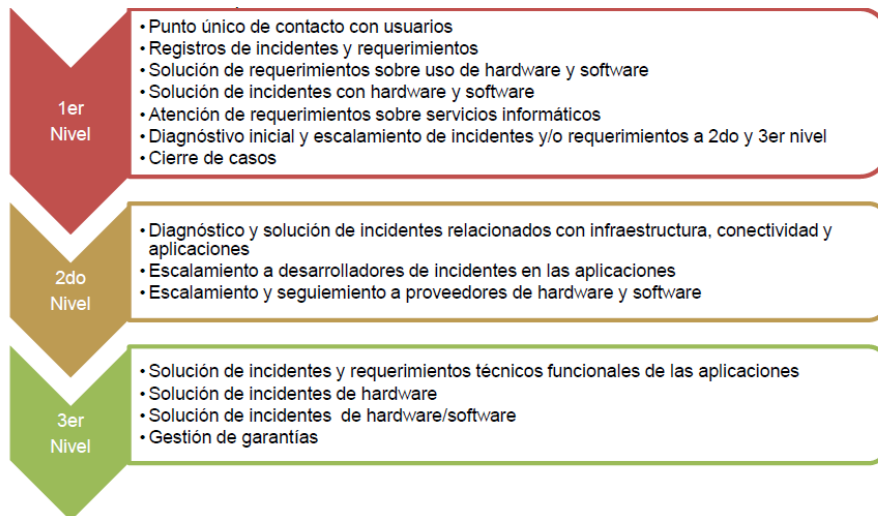 1er
Nivel
• Punto único de contacto con usuarios
• Registros de incidentes y requerimientos
• Solución de requerimientos sobre uso de hardware y software
• Solución de incidentes con hardware y software
• Atención de requerimientos sobre servicios informáticos
• Diagnóstivo inicial y escalamiento de incidentes y/o requerimientos a 2do y 3er nivel
• Cierre de casos
2do
Nivel
• Diagnóstico y solución de incidentes relacionados con infraestructura, conectividad y
aplicaciones
• Escalamiento a desarrolladores de incidentes en las aplicaciones
• Escalamiento y seguiemiento a proveedores de hardware y software
3er
Nivel
• Solución de incidentes y requerimientos técnicos funcionales de las aplicaciones
• Solución de incidentes de hardware
• Solución de incidentes de hardware/software
• Gestión de garantías